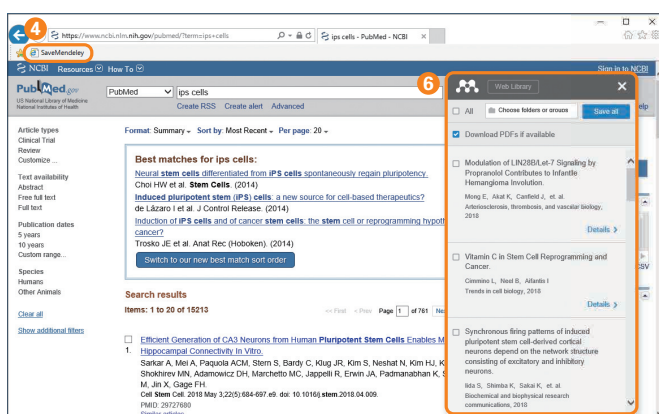 4
https://www.ncbi.nlm.nih.gov/pubmed/?term=ips+cells
ips cells - PubMed - NCBI
SaveMendeley
NCBI Resources How To
Sign in to NCBI
PubMed.gov
US National Library of Medicine
National Institutes of Health
PubMed
ips cells
Create RSS Create alert Advanced
elp
Article types
Clinical Trial
Review
Customize ...
Text availability
Abstract
Free full text
Full text
Publication dates
5 years
10 years
Custom range...
Species
Humans
Other Animals
Clear all
Show additional filters
Format: Summary Sort by: Most Recent Per page: 20
Best matches for ips cells:
Neural stem cells differentiated from iPS cells spontaneously regain pluripotency.
Choi HW et al. Stem Cells. (2014)
Induced pluripotent stem (iPS) cells: a new source for cell-based therapeutics?
de Lázaro I et al. J Control Release. (2014)
Induction of iPS cells and of cancer stem cells: the stem cell or reprogramming hypoth
cancer?
Trosko JE et al. Anat Rec (Hoboken). (2014)
Switch to our new best match sort order
Search results
Items: 1 to 20 of 15213
<< First < Prev Page 1 of 761 Ne
Efficient Generation of CA3 Neurons from Human Pluripotent Stem Cells Enables M
1. Hippocampal Connectivity In Vitro.
Sarkar A, Mei A, Paquola ACM, Stern S, Bardy C, Klug JR, Kim S, Neshat N, Kim HJ, K
Shokhirev MN, Adamowicz DH, Marchetto MC, Jappelli R, Erwin JA, Padmanabhan K, S
M, Jin X, Gage FH.
Cell Stem Cell. 2018 May 3;22(5):684-697.e9. doi: 10.1016/j.stem.2018.04.009.
PMID: 29727680
Similar articles
6
Web Library
All Choose folders or groups Save all
Download PDFs if available
Modulation of LIN28B/Let-7 Signaling by
Propranolol Contributes to Infantile
Hemangioma Involution.
Mong E, Akat K, Canfield J, et. al.
Arteriosclerosis, thrombosis, and vascular biology,
2018
Details
Vitamin C in Stem Cell Reprogramming and
Cancer.
Cimmino L, Neel B, Aifantis I
Trends in cell biology, 2018
Details
Synchronous firing patterns of induced
pluripotent stem cell-derived cortical
neurons depend on the network structure
consisting of excitatory and inhibitory
neurons.
Iida S, Shimba K, Sakai K, et. al.
Biochemical and biophysical research
communications, 2018
CSV